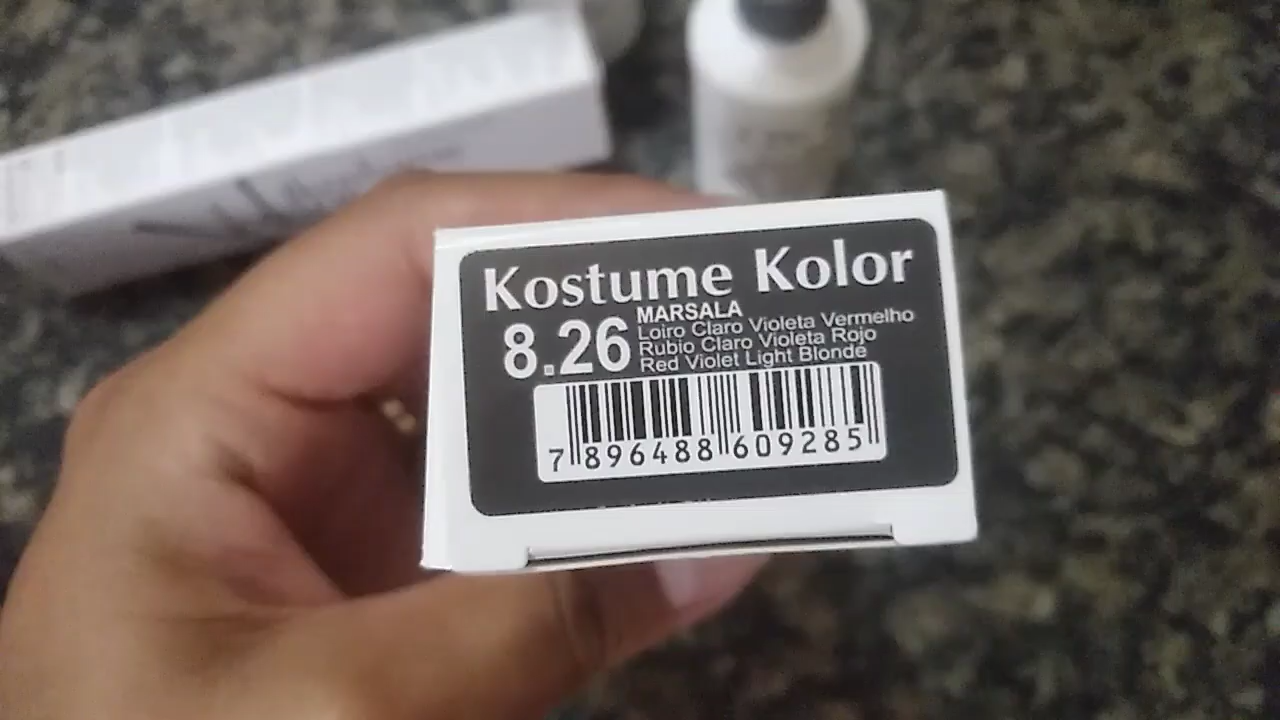 Kostume Kolor
8.26
MARSALA
Loiro Claro Violeta Vermelho
Rubio Claro Violeta Rojo
Red Violet Light Blonde
7 896488 609285